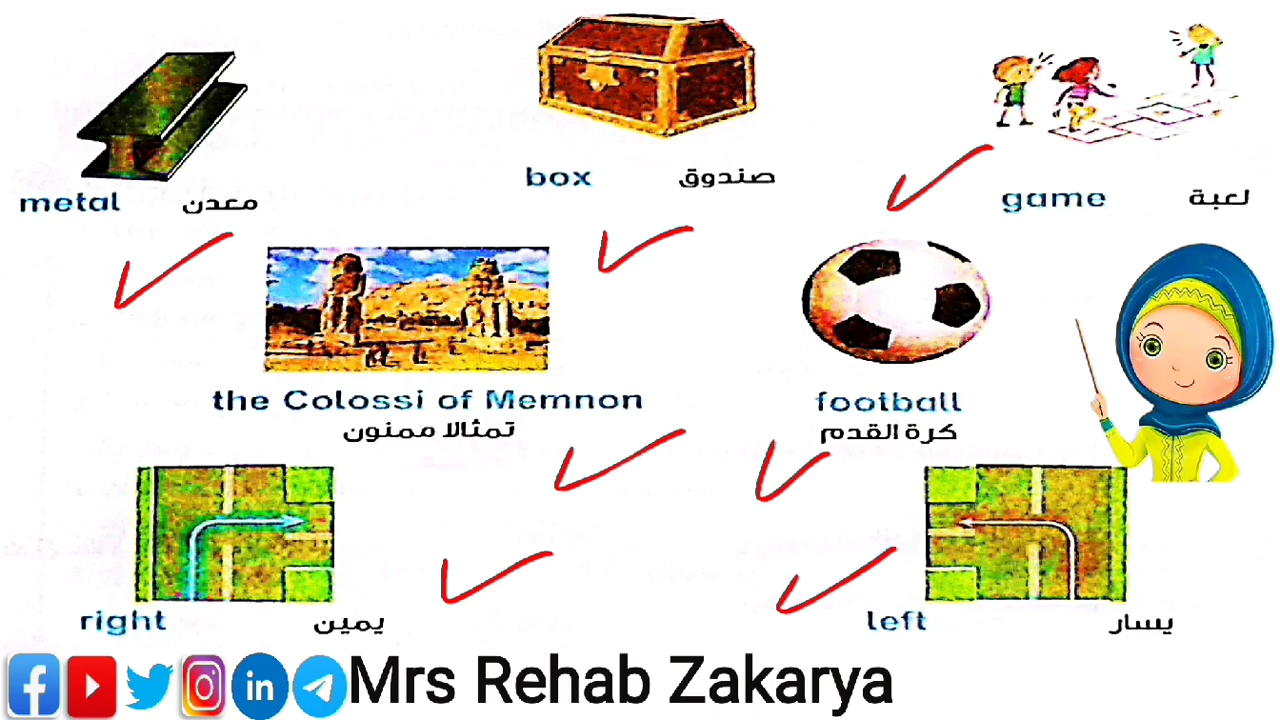 metal معدن
box صندوق
game لعبة
the Colossi of Memnon
تمثالا ممنون
football
كرة القدم
right يمين
left يسار
Mrs Rehab Zakarya